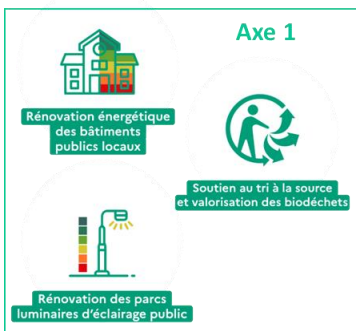 Axe 1
Rénovation énergétique
des bâtiments
publics locaux
Soutien au tri à la source
et valorisation des biodéchets
Rénovation des parcs
luminaires d'éclairage public